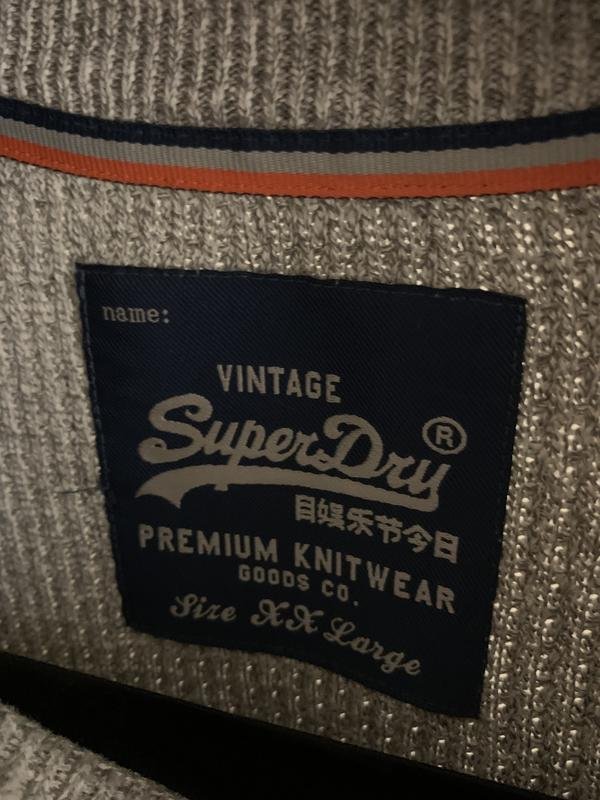 name:
VINTAGE
SuperDry®
目娱乐节今日
PREMIUM KNITWEAR
GOODS CO.
Size XX Large